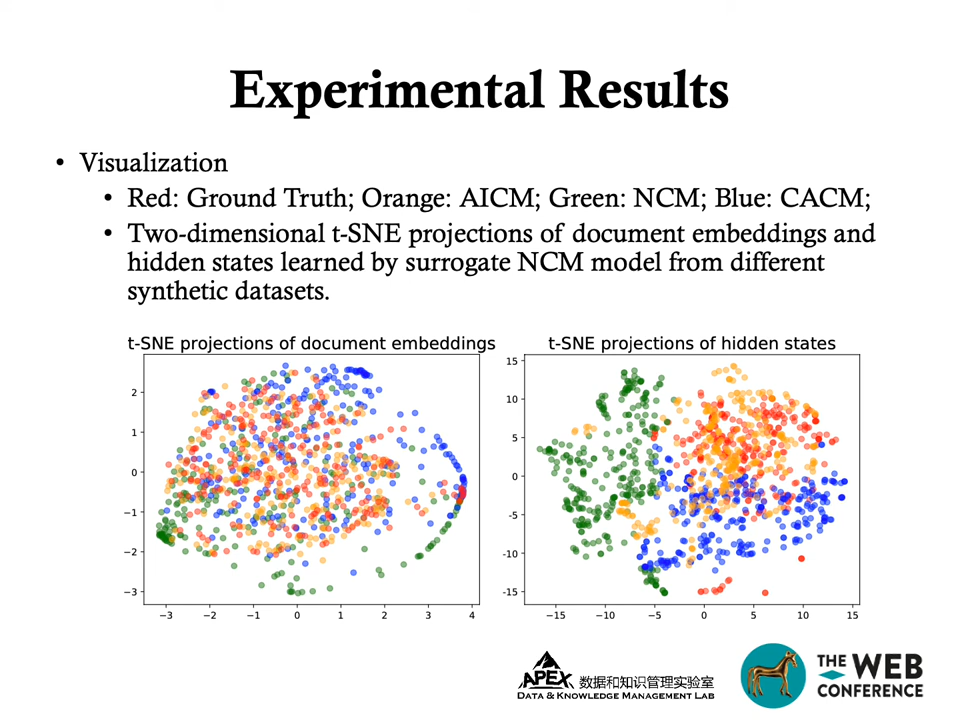 Experimental Results
• Visualization
• Red: Ground Truth; Orange: AICM; Green: NCM; Blue: CACM;
• Two-dimensional t-SNE projections of document embeddings and
hidden states learned by surrogate NCM model from different
synthetic datasets.
t-SNE projections of document embeddings
2
1
0
−1
−2
−3
−3 −2 −1 0 1 2 3 4
t-SNE projections of hidden states
15
10
5
0
-5
-10
-15
−15 −10 −5 0 5 10 15
APEX 数据和知识管理实验室
DATA & KNOWLEDGE MANAGEMENT LAB
THE WEB
CONFERENCE